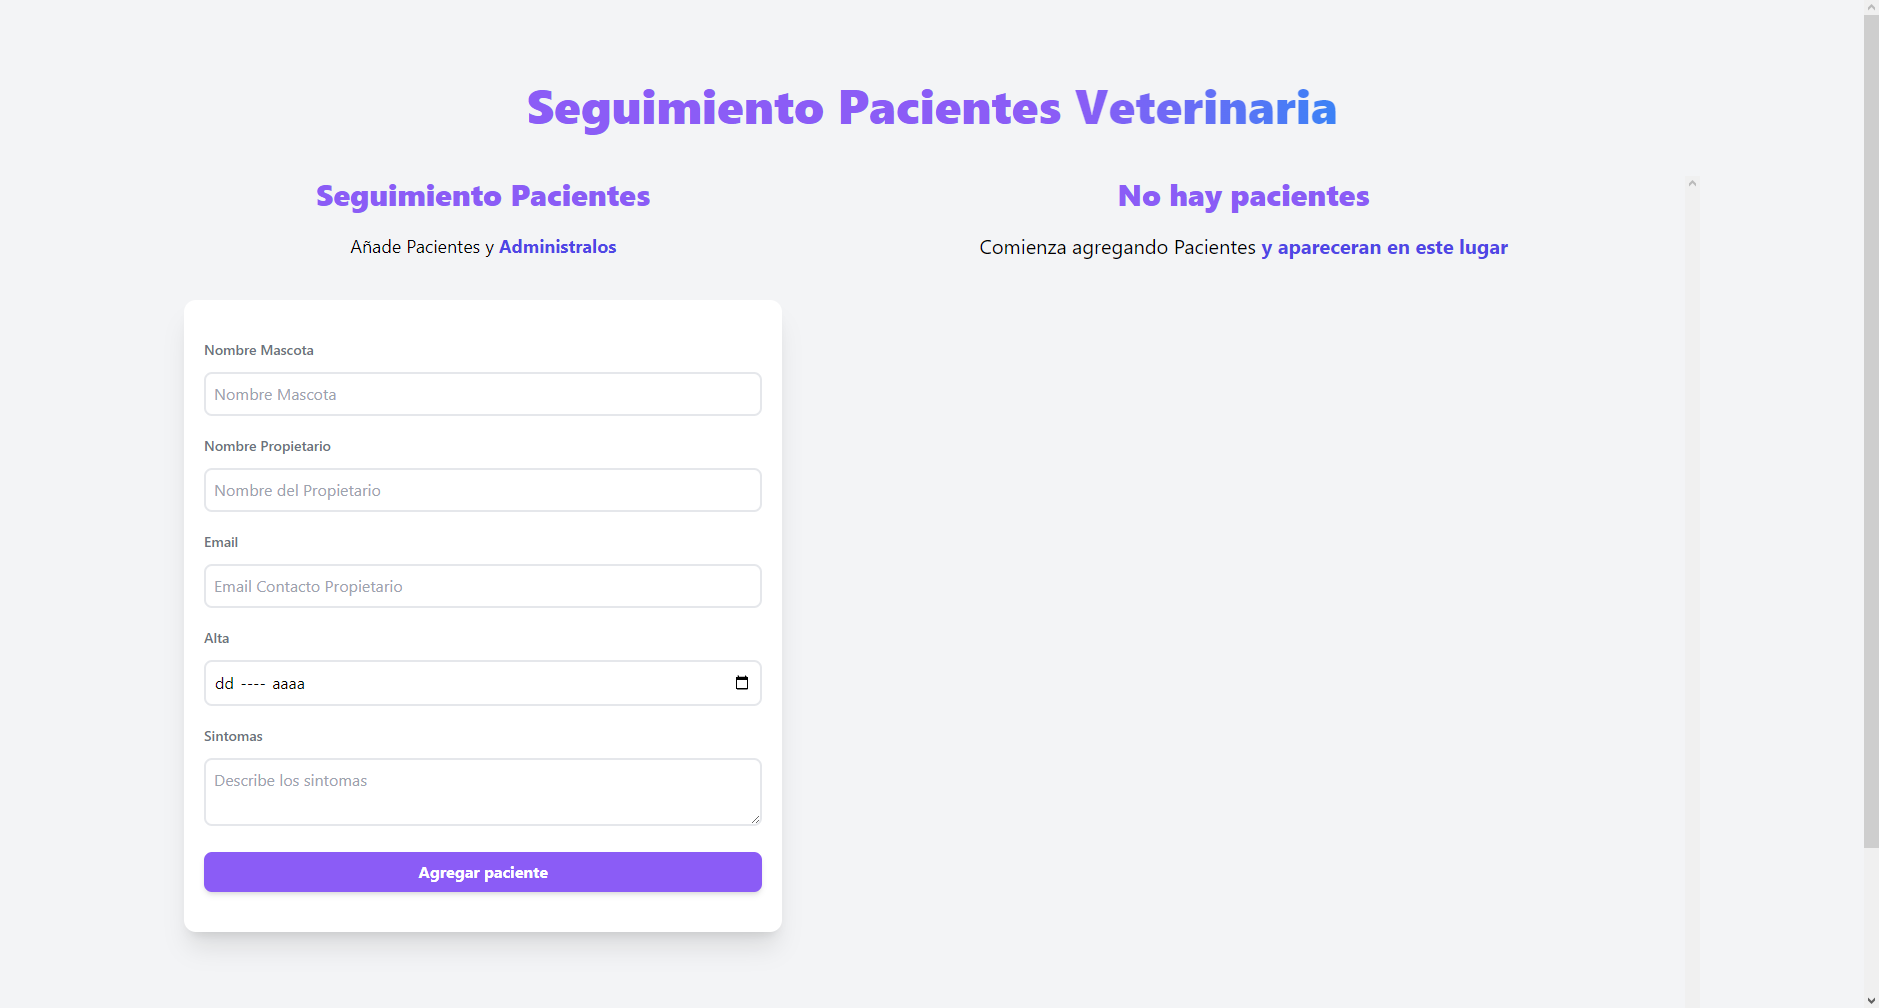 Seguimiento Pacientes Veterinaria
Seguimiento Pacientes
Añade Pacientes y Administralos
Nombre Mascota
Nombre Mascota
Nombre Propietario
Nombre del Propietario
Email
Email Contacto Propietario
Alta
dd ---- aaaa
Sintomas
Describe los sintomas
Agregar paciente
No hay pacientes
Comienza agregando Pacientes y apareceran en este lugar